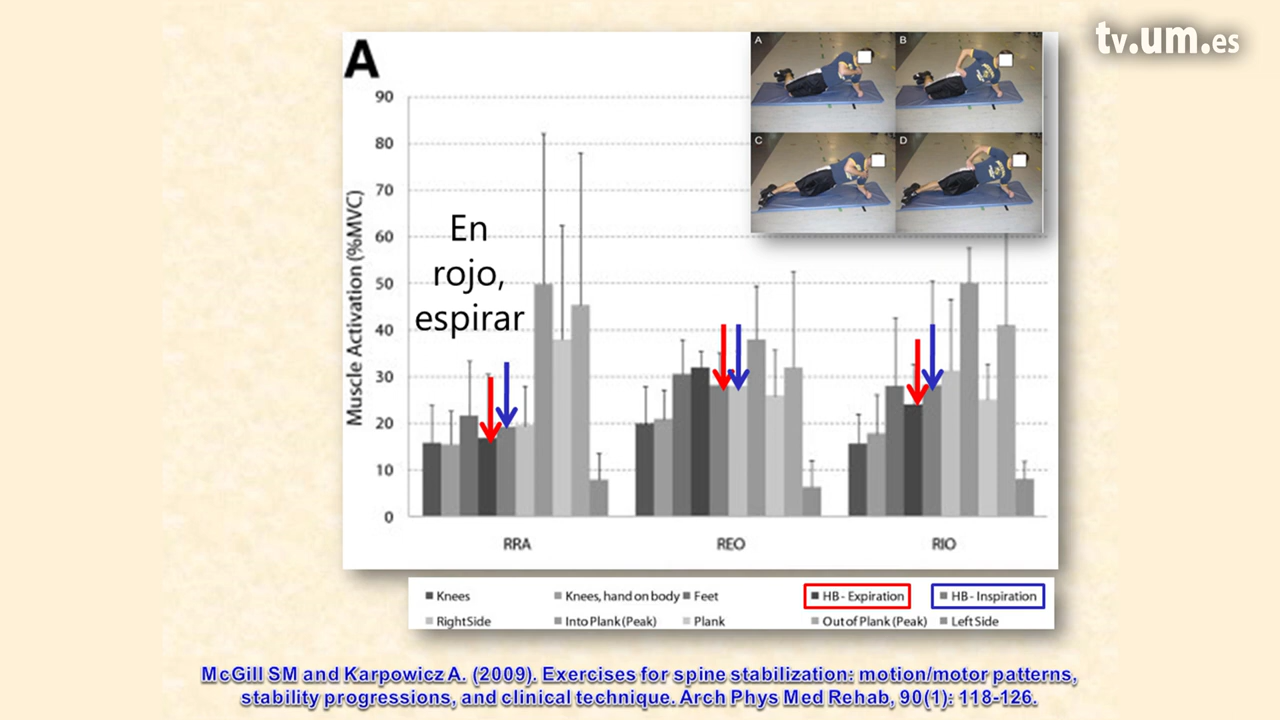 tv.um.es
A
A
B
C
D
90
80
70
60
50
40
30
20
10
0
Muscle Activation (%MVC)
En
rojo,
espirar
RRA
REO
RIO
Knees
Knees, hand on body
Feet
HB - Expiration
HB - Inspiration
Right Side
Into Plank (Peak)
Plank
Out of Plank (Peak)
Left Side
McGill SM and Karpowicz A. (2009). Exercises for spine stabilization: motion/motor patterns,
stability progressions, and clinical technique. Arch Phys Med Rehab, 90(1): 118-126.